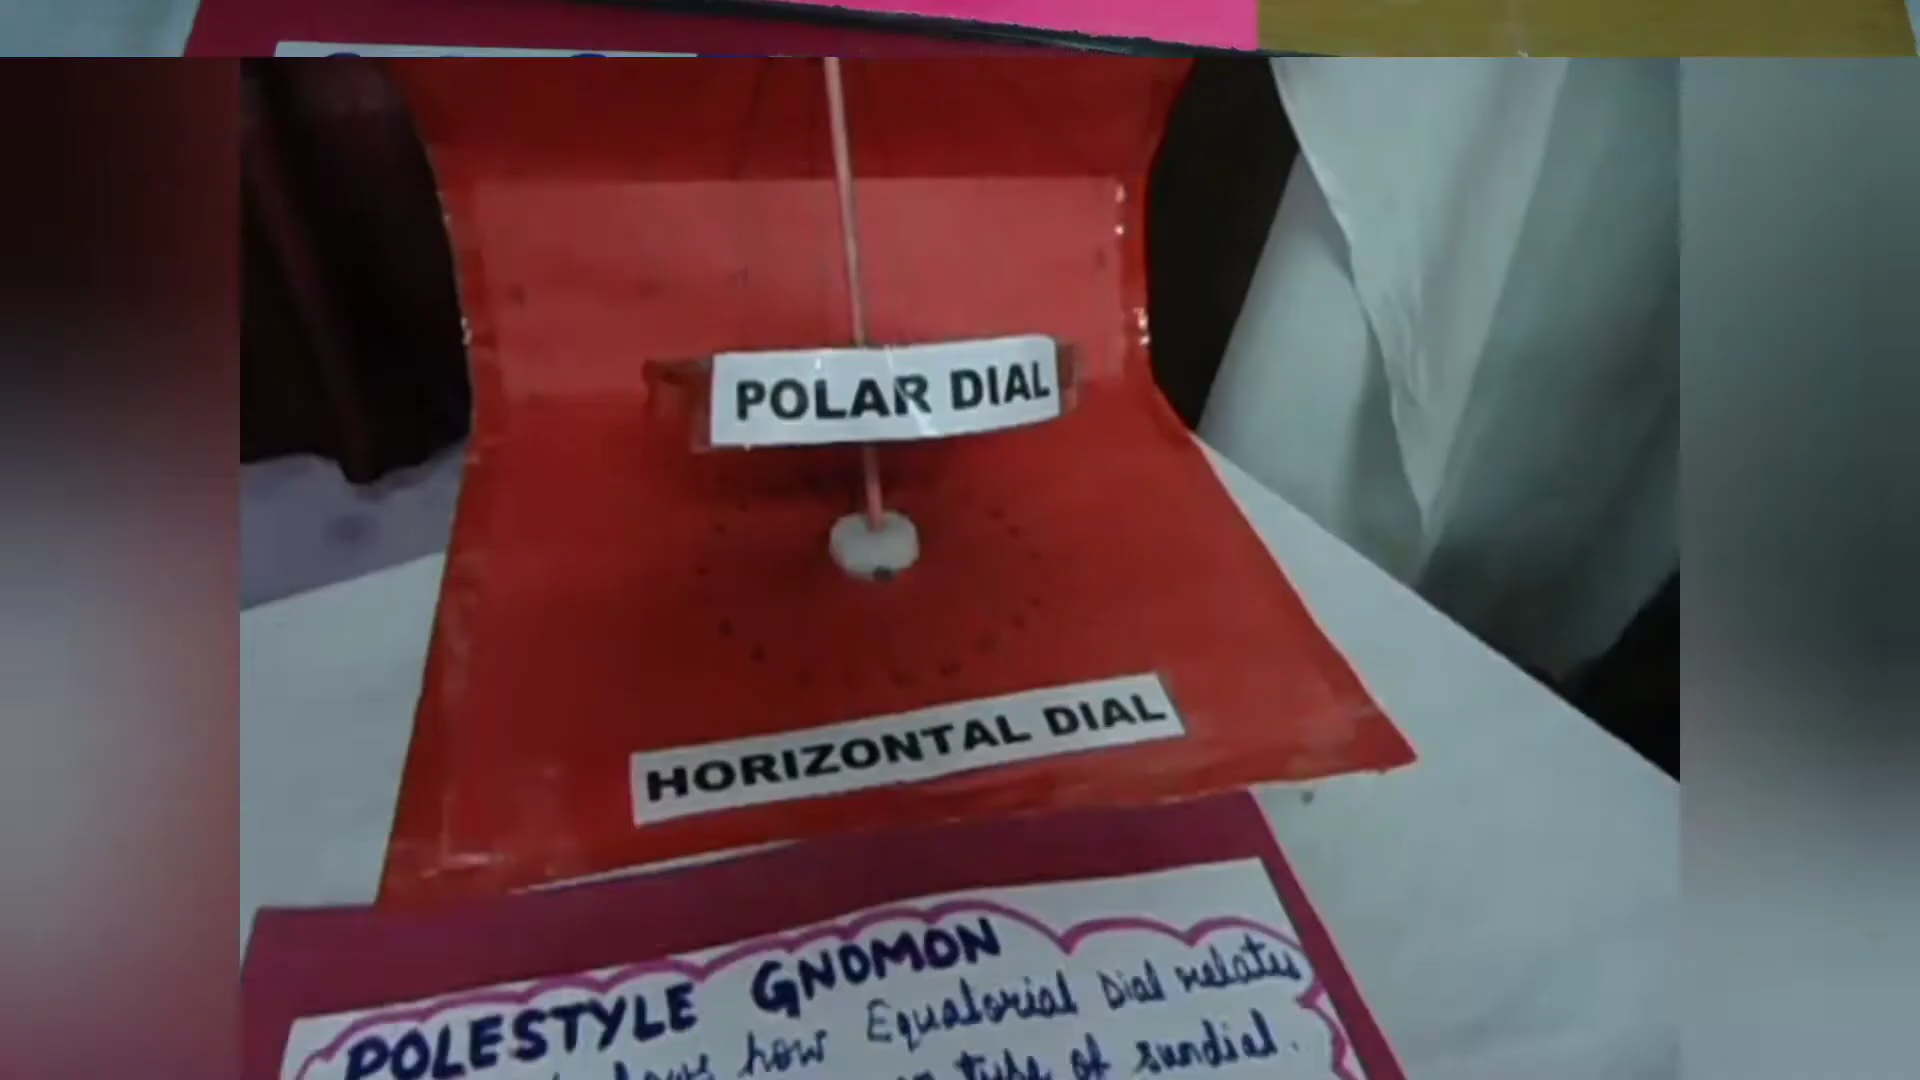 POLAR DIAL
HORIZONTAL DIAL
POLESTYLE GNOMON
how Equatorial Dial relates
type of sundial.